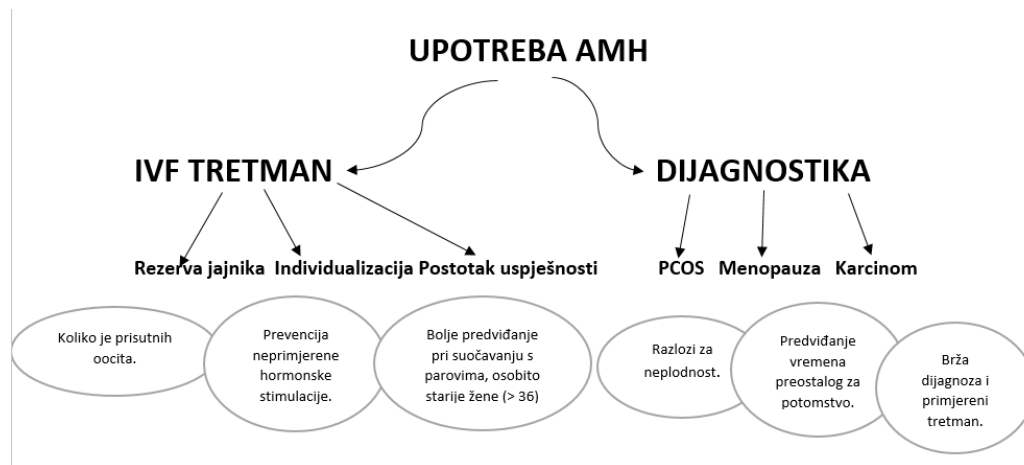 UPOTREBA AMH
IVF TRETMAN
DIJAGNOSTIKA
Rezerva jajnika
Individualizacija
Postotak uspješnosti
PCOS
Menopauza
Karcinom
Koliko je prisutnih
oocita.
Prevencija
neprimjerene
hormonske
stimulacije.
Bolje predviđanje
pri suočavanju s
parovima, osobito
starije žene (> 36)
Razlozi za
neplodnost.
Predviđanje
vremena
preostalog za
potomstvo.
Brža
dijagnoza i
primjereni
tretman.